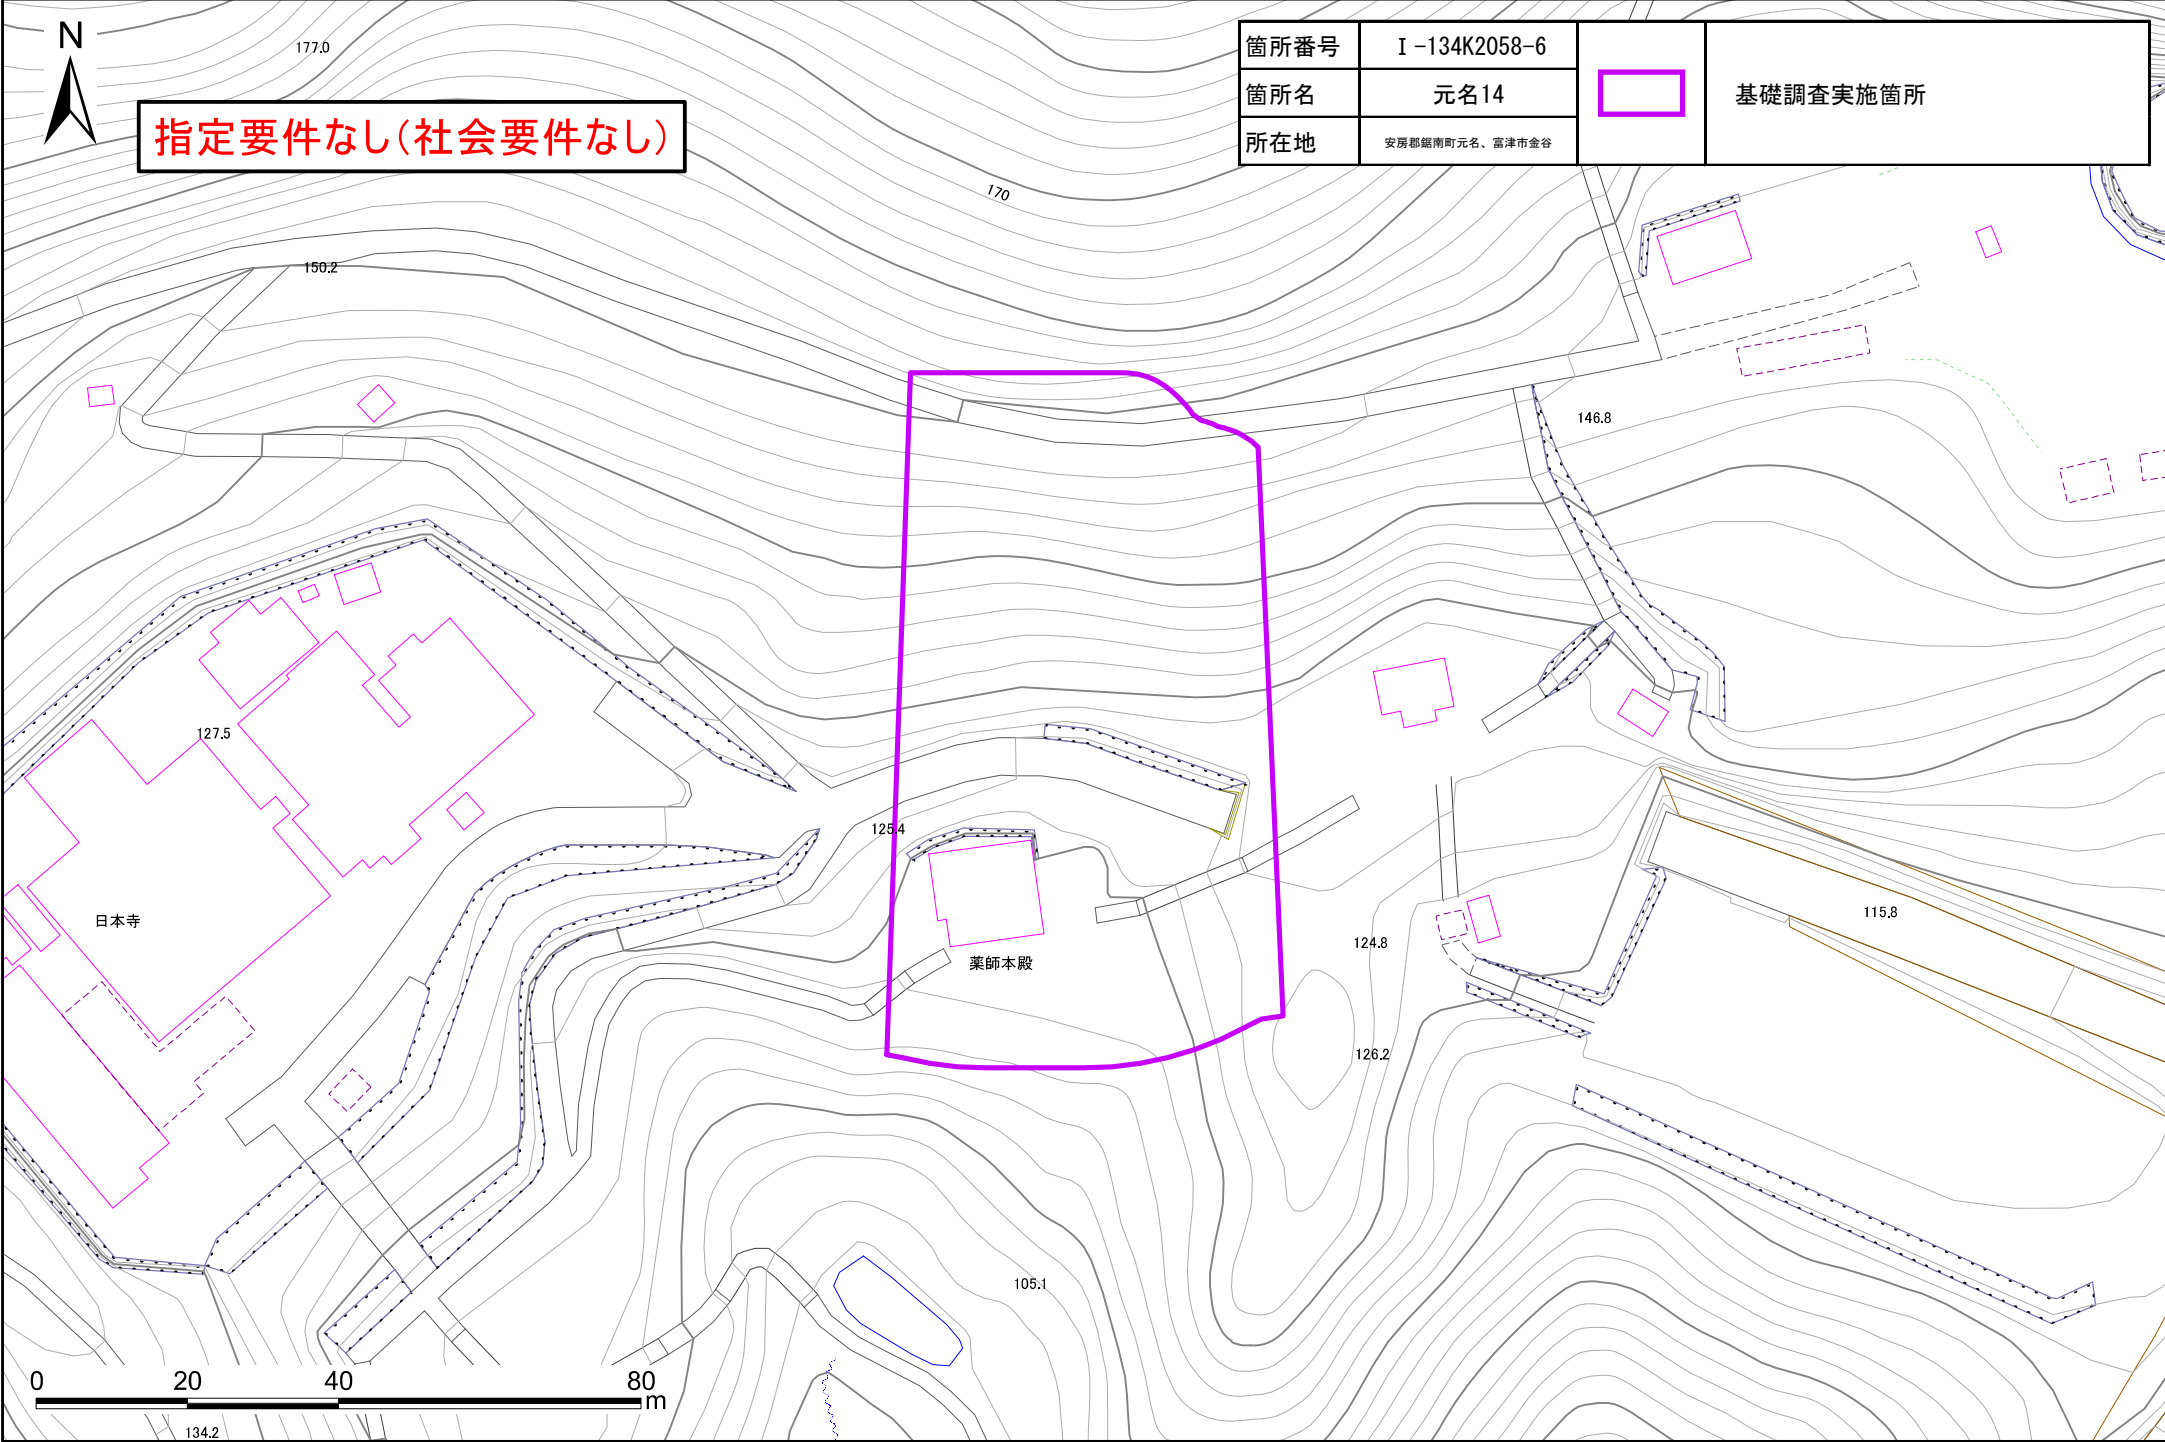 N
177.0
指定要件なし(社会要件なし)
箇所番号 Ⅰ-134K2058-6
箇所名 元名14
所在地 安房郡鋸南町元名、富津市金谷
基礎調査実施箇所
170
150.2
146.8
127.5
125.4
日本寺
薬師本殿
124.8
115.8
126.2
105.1
0 20 40 80
m
134.2